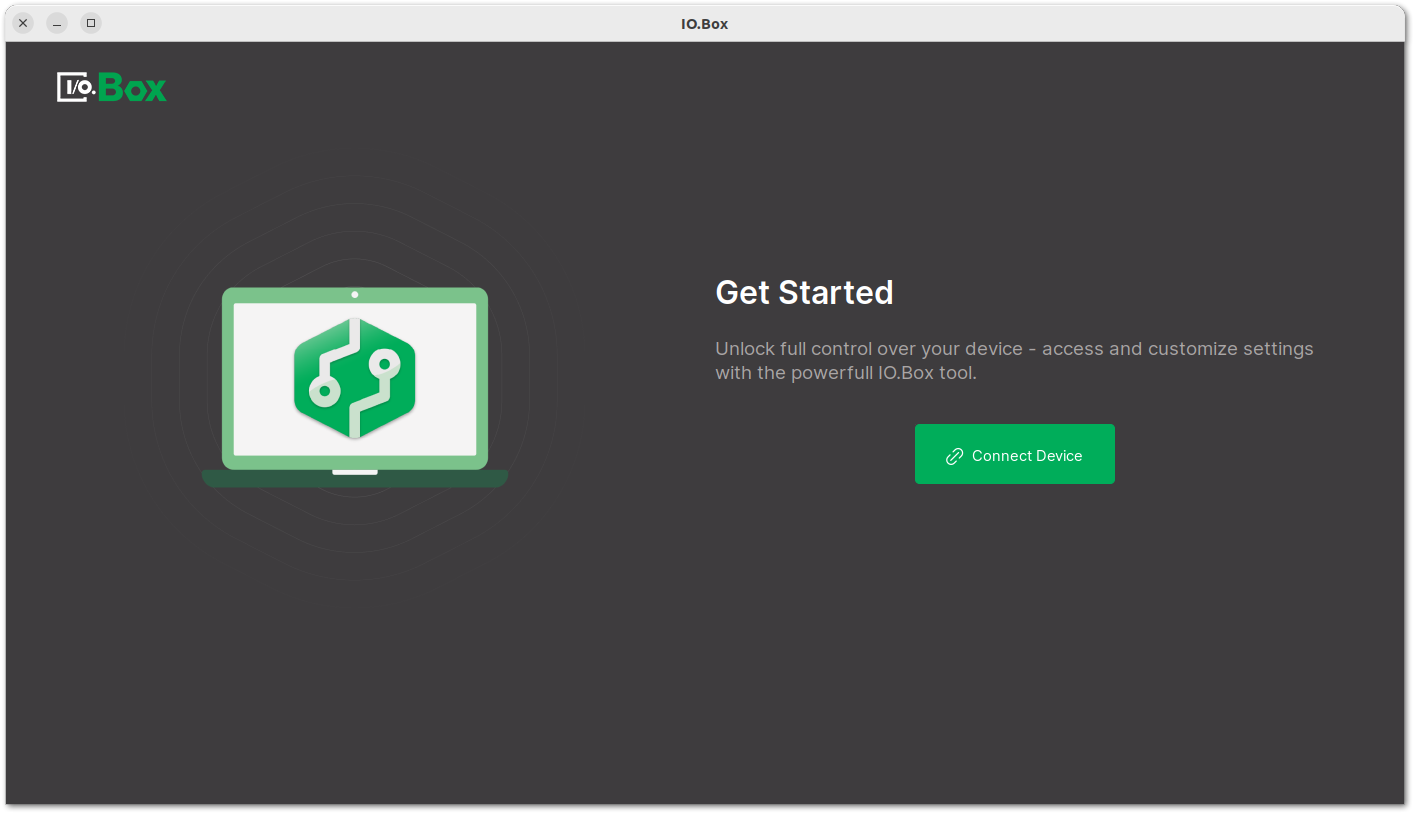 IO.Box
I/O.Box
Get Started
Unlock full control over your device - access and customize settings
with the powerfull IO.Box tool.
Connect Device